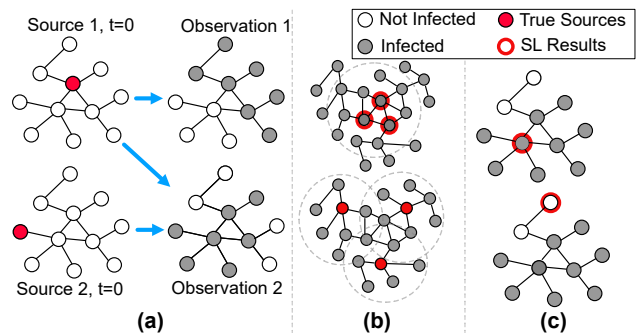 Source 1, t=0
Observation 1
Not Infected
True Sources
Infected
SL Results
Source 2, t=0
Observation 2
(a)
(b)
(c)